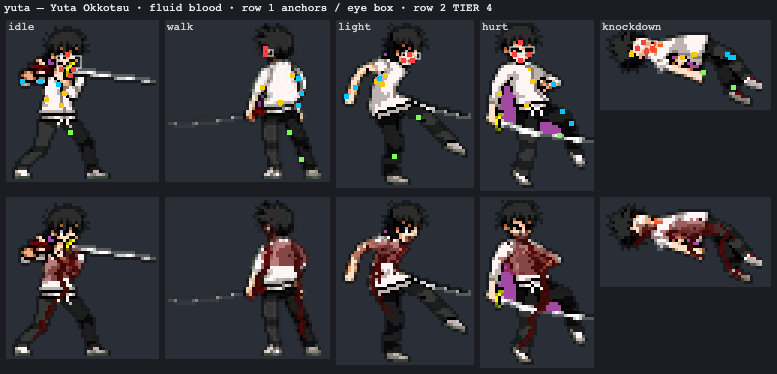 yuta — Yuta Okkotsu · fluid blood · row 1 anchors / eye box · row 2 TIER 4
idle walk light hurt knockdown